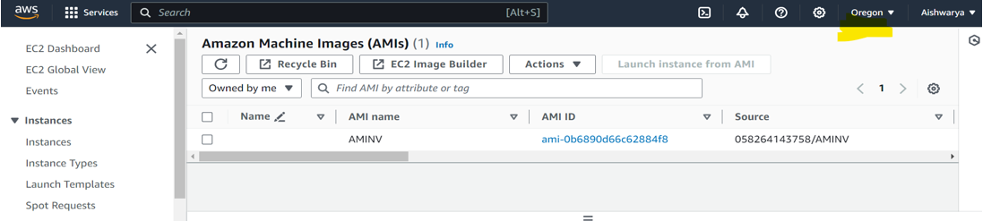 aws Services Search [Alt+S] Oregon Aishwarya
EC2 Dashboard
EC2 Global View
Events
Instances
Instances
Instance Types
Launch Templates
Spot Requests
Amazon Machine Images (AMIs) (1) Info
Recycle Bin EC2 Image Builder Actions Launch instance from AMI
Owned by me Find AMI by attribute or tag 1
Name AMI name AMI ID Source
AMINV ami-0b6890d66c62884f8 058264143758/AMINV